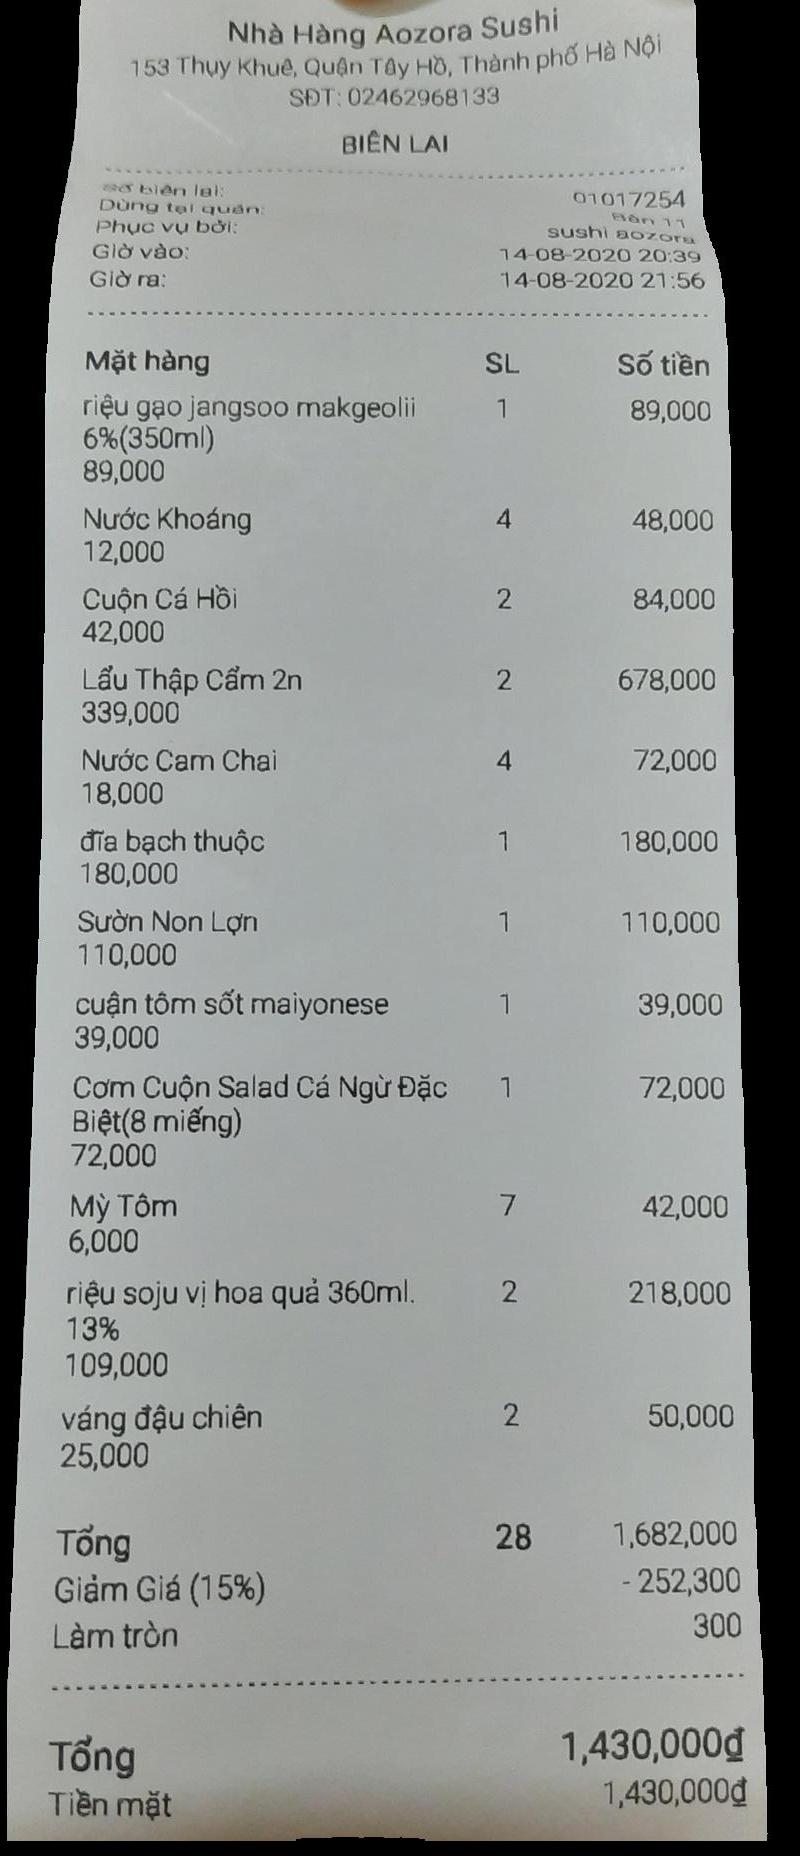 Nhà Hàng Aozora Sushi
153 Thụy Khuê, Quận Tây Hồ, Thành phố Hà Nội
SĐT: 02462968133
BIÊN LAI
Số biên lai: 01017254
Dùng tại quán: Bàn 11
Phục vụ bởi: sushi aozora
Giờ vào: 14-08-2020 20:39
Giờ ra: 14-08-2020 21:56
Mặt hàng SL Số tiền
riệu gạo jangsoo makgeolii 1 89,000
6%(350ml)
89,000
Nước Khoáng 4 48,000
12,000
Cuộn Cá Hồi 2 84,000
42,000
Lẩu Thập Cẩm 2n 2 678,000
339,000
Nước Cam Chai 4 72,000
18,000
đĩa bạch thuộc 1 180,000
180,000
Sườn Non Lợn 1 110,000
110,000
cuận tôm sốt maiyonese 1 39,000
39,000
Cơm Cuộn Salad Cá Ngừ Đặc 1 72,000
Biệt(8 miếng)
72,000
Mỳ Tôm 7 42,000
6,000
riệu soju vị hoa quả 360ml. 2 218,000
13%
109,000
váng đậu chiên 2 50,000
25,000
Tổng 28 1,682,000
Giảm Giá (15%) - 252,300
Làm tròn 300
Tổng 1,430,000₫
Tiền mặt 1,430,000₫